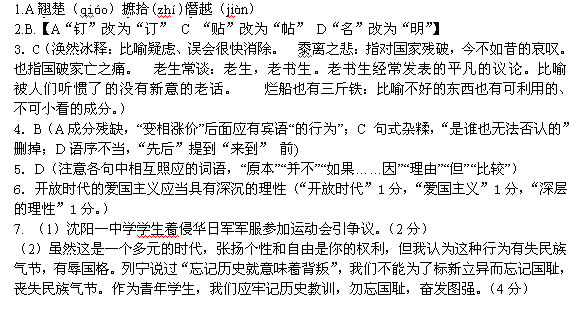 1.A翘楚（qiáo）摭拾(zhí)僭越（jiàn）
2.B.【A“钉”改为“订” C “贴”改为“帖” D“名”改为“明”】
3．C（涣然冰释：比喻疑虑、误会很快消除。 黍离之悲：指对国家残破，今不如昔的哀叹。
也指国破家亡之痛。 老生常谈：老生，老书生。老书生经常发表的平凡的议论。比喻
被人们听惯了的没有新意的老话。 烂船也有三斤铁：比喻不好的东西也有可利用的、
不可小看的成分。）
4．B（A成分残缺，“变相涨价”后面应有宾语“的行为”；C 句式杂糅，“是谁也无法否认的”
删掉；D语序不当，“先后”提到“来到” 前)
5．D（注意各句中相互照应的词语，“原本”“并不”“如果……因”“理由”“但”“比较”）
6．开放时代的爱国主义应当具有深沉的理性（“开放时代”1分，“爱国主义”1分，“深层
的理性”1分。）
7．（1）沈阳一中学学生着侵华日军军服参加运动会引争议。（2分）
（2）虽然这是一个多元的时代，张扬个性和自由是你的权利，但我认为这种行为有失民族
气节，有辱国格。列宁说过“忘记历史就意味着背叛”，我们不能为了标新立异而忘记国耻，
丧失民族气节。作为青年学生，我们应牢记历史教训，勿忘国耻，奋发图强。（4分）